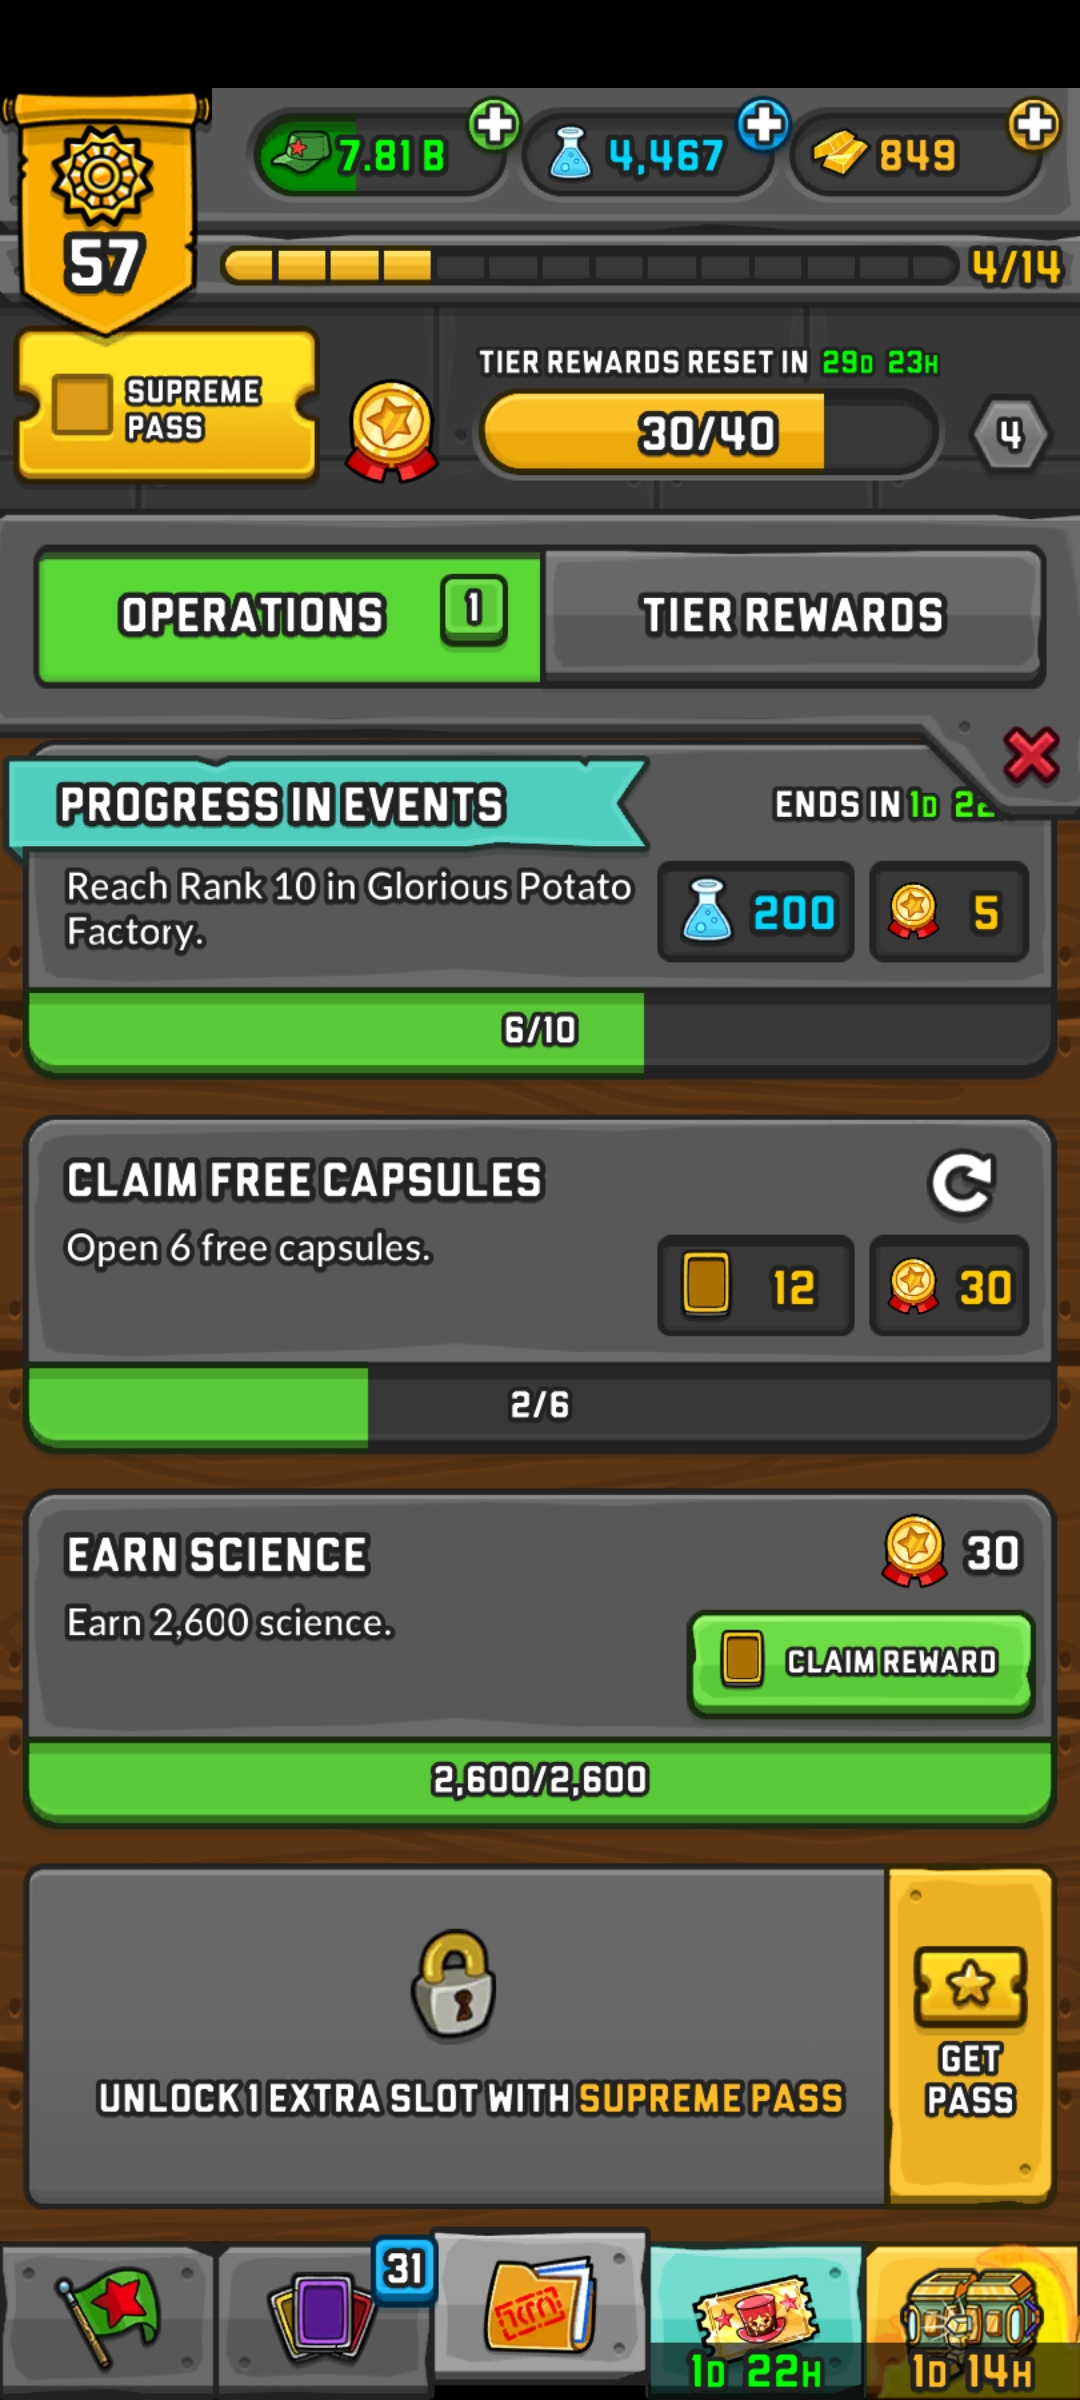 7.81 B
4,467
849
57
4/14
SUPREME
PASS
TIER REWARDS RESET IN 29D 23H
30/40
4
OPERATIONS 1
TIER REWARDS
PROGRESS IN EVENTS
ENDS IN 1D
Reach Rank 10 in Glorious Potato
Factory.
200
5
6/10
CLAIM FREE CAPSULES
Open 6 free capsules.
12
30
2/6
EARN SCIENCE
30
Earn 2,600 science.
CLAIM REWARD
2,600/2,600
UNLOCK 1 EXTRA SLOT WITH SUPREME PASS
GET
PASS
31
1D 22H
1D 14H